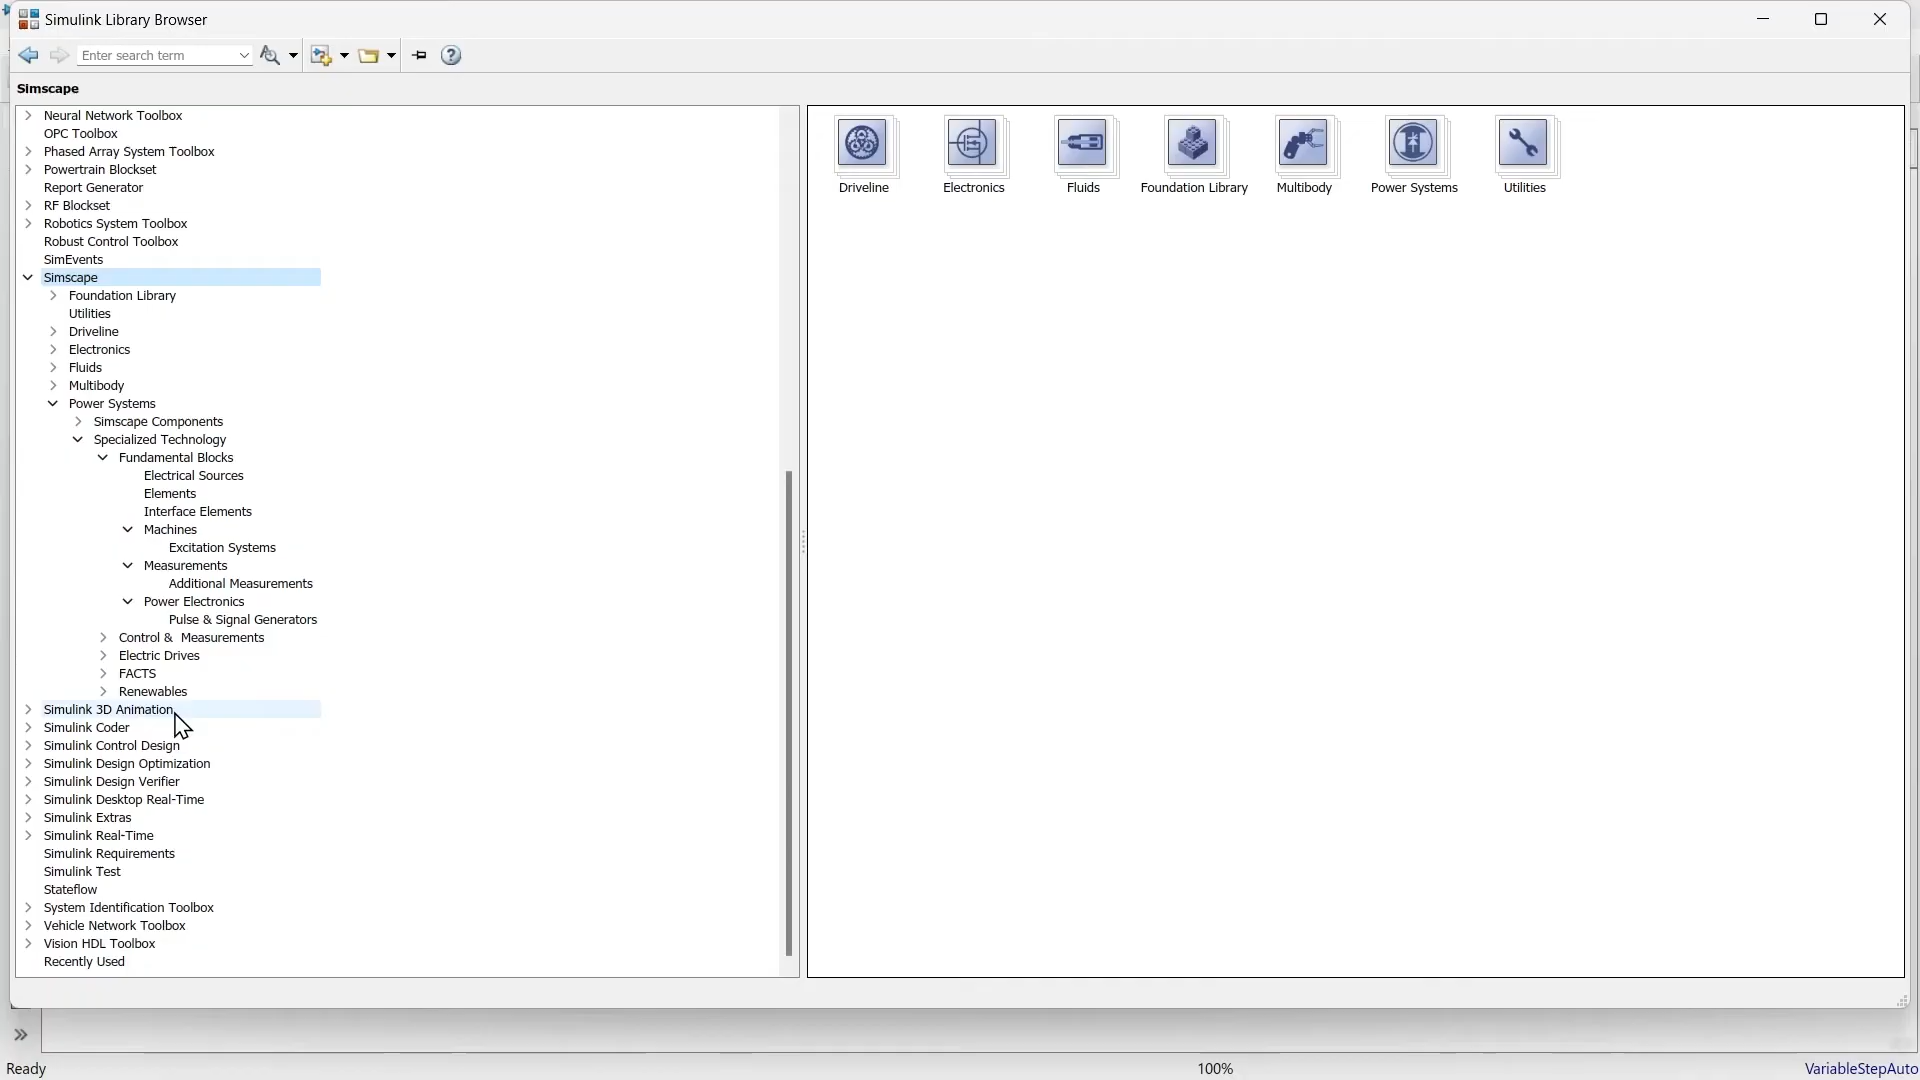 Simulink Library Browser
Enter search term
Simscape
Neural Network Toolbox
OPC Toolbox
Phased Array System Toolbox
Powertrain Blockset
Report Generator
RF Blockset
Robotics System Toolbox
Robust Control Toolbox
SimEvents
Simscape
Foundation Library
Utilities
Driveline
Electronics
Fluids
Multibody
Power Systems
Simscape Components
Specialized Technology
Fundamental Blocks
Electrical Sources
Elements
Interface Elements
Machines
Excitation Systems
Measurements
Additional Measurements
Power Electronics
Pulse & Signal Generators
Control & Measurements
Electric Drives
FACTS
Renewables
Simulink 3D Animation
Simulink Coder
Simulink Control Design
Simulink Design Optimization
Simulink Design Verifier
Simulink Desktop Real-Time
Simulink Extras
Simulink Real-Time
Simulink Requirements
Simulink Test
Stateflow
System Identification Toolbox
Vehicle Network Toolbox
Vision HDL Toolbox
Recently Used
Driveline Electronics Fluids Foundation Library Multibody Power Systems Utilities
Ready 100% VariableStepAuto